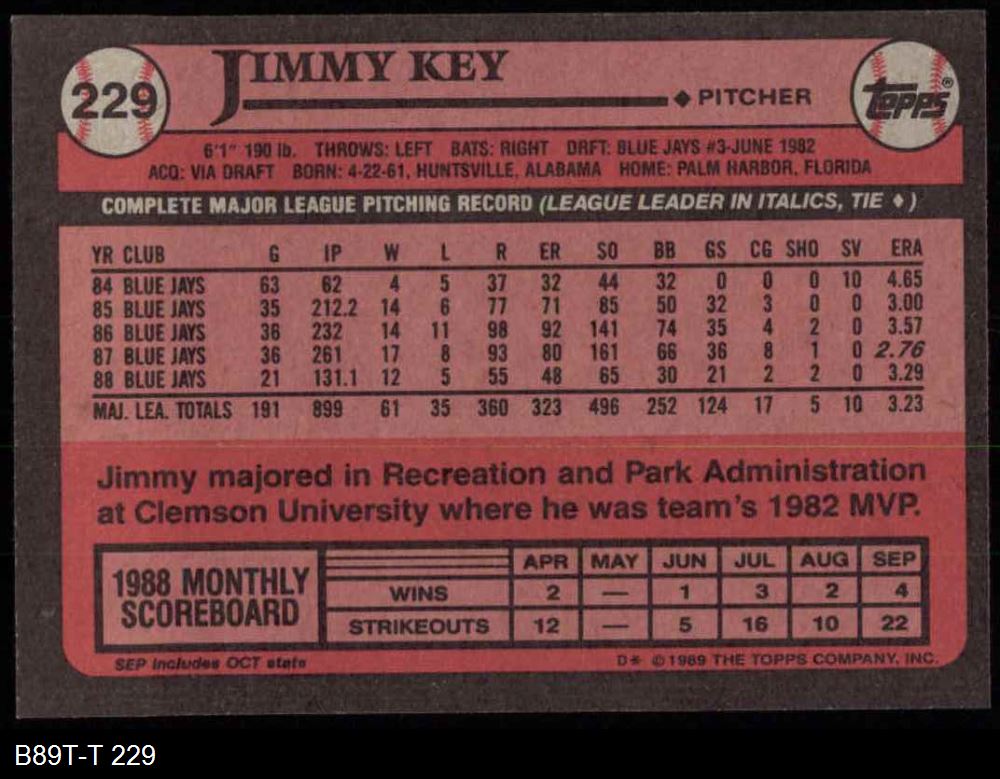 229
JIMMY KEY
◆ PITCHER
topps®
6'1" 190 lb. THROWS: LEFT BATS: RIGHT DRFT: BLUE JAYS #3-JUNE 1982
ACQ: VIA DRAFT BORN: 4-22-61, HUNTSVILLE, ALABAMA HOME: PALM HARBOR, FLORIDA
COMPLETE MAJOR LEAGUE PITCHING RECORD (LEAGUE LEADER IN ITALICS, TIE ♦)
YR CLUB G IP W L R ER SO BB GS CG SHO SV ERA
84 BLUE JAYS 63 62 4 5 37 32 44 32 0 0 0 10 4.65
85 BLUE JAYS 35 212.2 14 6 77 71 85 50 32 3 0 0 3.00
86 BLUE JAYS 36 232 14 11 98 92 141 74 35 4 2 0 3.57
87 BLUE JAYS 36 261 17 8 93 80 161 66 36 8 1 0 2.76
88 BLUE JAYS 21 131.1 12 5 55 48 65 30 21 2 2 0 3.29
MAJ. LEA. TOTALS 191 899 61 35 360 323 496 252 124 17 5 10 3.23
Jimmy majored in Recreation and Park Administration
at Clemson University where he was team's 1982 MVP.
1988 MONTHLY SCOREBOARD
APR MAY JUN JUL AUG SEP
WINS 2 — 1 3 2 4
STRIKEOUTS 12 — 5 16 10 22
SEP includes OCT stats
D* © 1989 THE TOPPS COMPANY, INC.
B89T-T 229